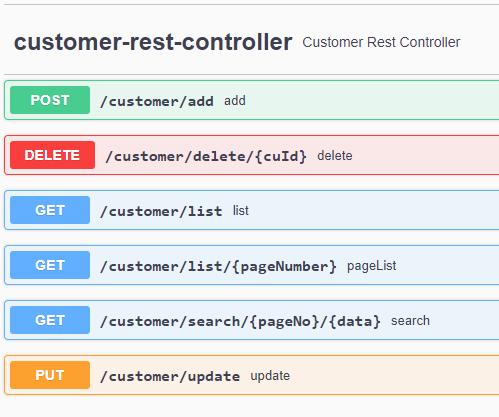 customer-rest-controller Customer Rest Controller
POST /customer/add add
DELETE /customer/delete/{cuId} delete
GET /customer/list list
GET /customer/list/{pageNumber} pageList
GET /customer/search/{pageNo}/{data} search
PUT /customer/update update